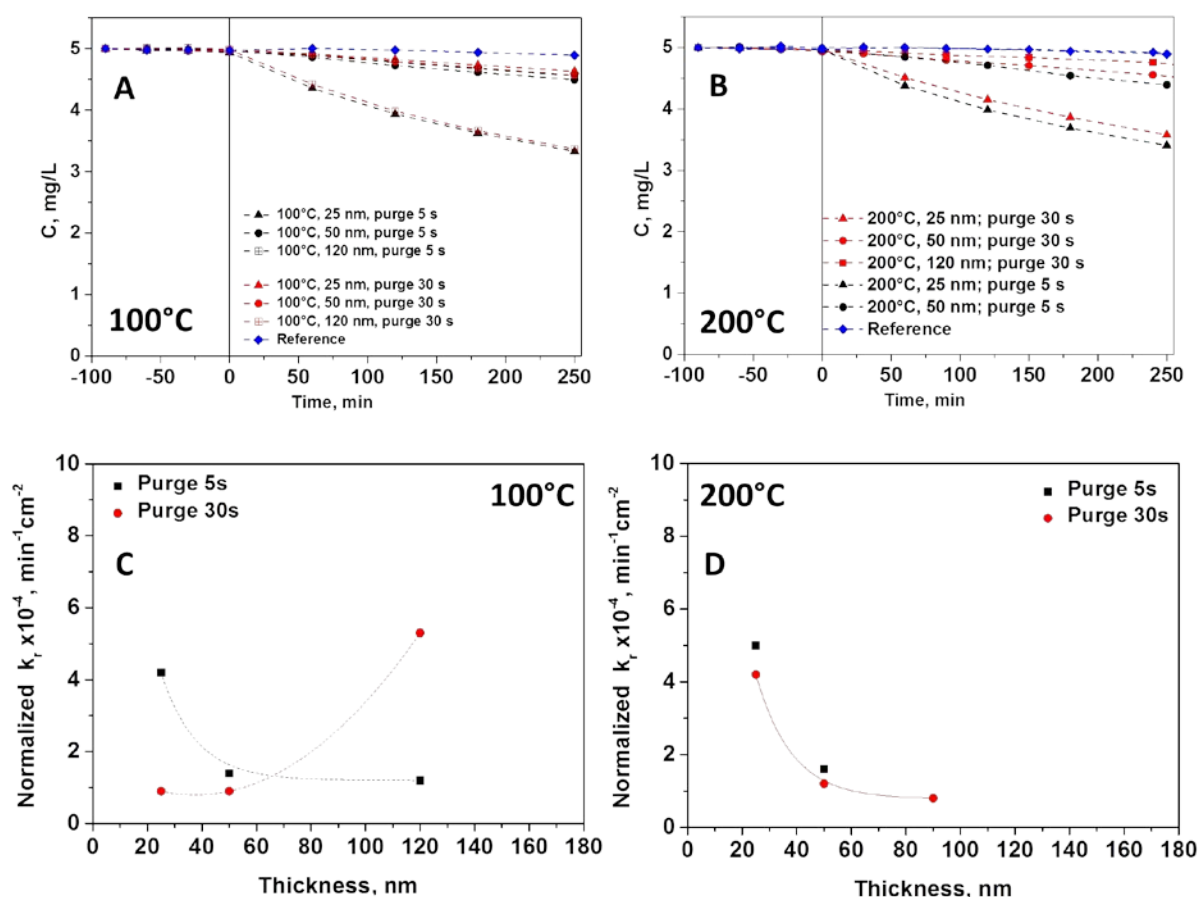 5
4
3
2
1
0
C, mg/L
A
100°C, 25 nm, purge 5 s
100°C, 50 nm, purge 5 s
100°C, 120 nm, purge 5 s
100°C, 25 nm, purge 30 s
100°C, 50 nm, purge 30 s
100°C, 120 nm, purge 30 s
Reference
100°C
-100 -50 0 50 100 150 200 250
Time, min
5
4
3
2
1
0
C, mg/L
B
200°C, 25 nm; purge 30 s
200°C, 50 nm; purge 30 s
200°C, 120 nm; purge 30 s
200°C, 25 nm; purge 5 s
200°C, 50 nm; purge 5 s
Reference
200°C
-100 -50 0 50 100 150 200 250
Time, min
10
8
6
4
2
0
Normalized kr x10-4, min-1cm-2
Purge 5s
Purge 30s
100°C
C
0 20 40 60 80 100 120 140 160 180
Thickness, nm
10
8
6
4
2
0
Normalized kr x10-4, min-1cm-2
200°C
Purge 5s
Purge 30s
D
0 20 40 60 80 100 120 140 160 180
Thickness, nm